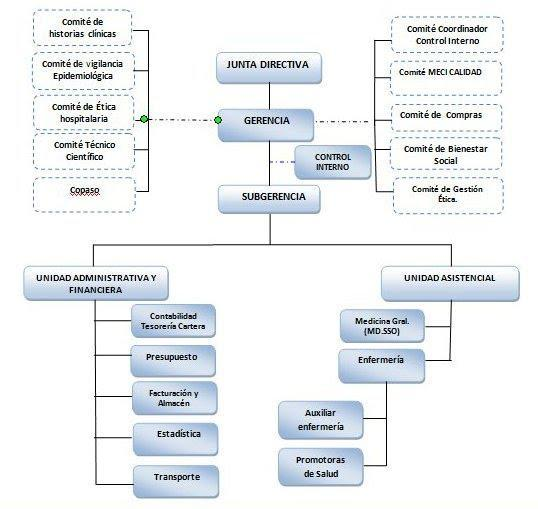 Comité de
historias clínicas
Comité de vigilancia
Epidemiológica
Comité de Ética
hospitalaria
Comité Técnico
Científico
Copaso
JUNTA DIRECTIVA
GERENCIA
CONTROL
INTERNO
SUBGERENCIA
Comité Coordinador
Control Interno
Comité MECI CALIDAD
Comité de Compras
Comité de Bienestar
Social
Comité de Gestión
Ética.
UNIDAD ADMINISTRATIVA Y
FINANCIERA
Contabilidad
Tesorería Cartera
Presupuesto
Facturación y
Almacén
Estadística
Transporte
UNIDAD ASISTENCIAL
Medicina Gral.
(MD.SSO)
Enfermería
Auxiliar
enfermería
Promotoras
de Salud